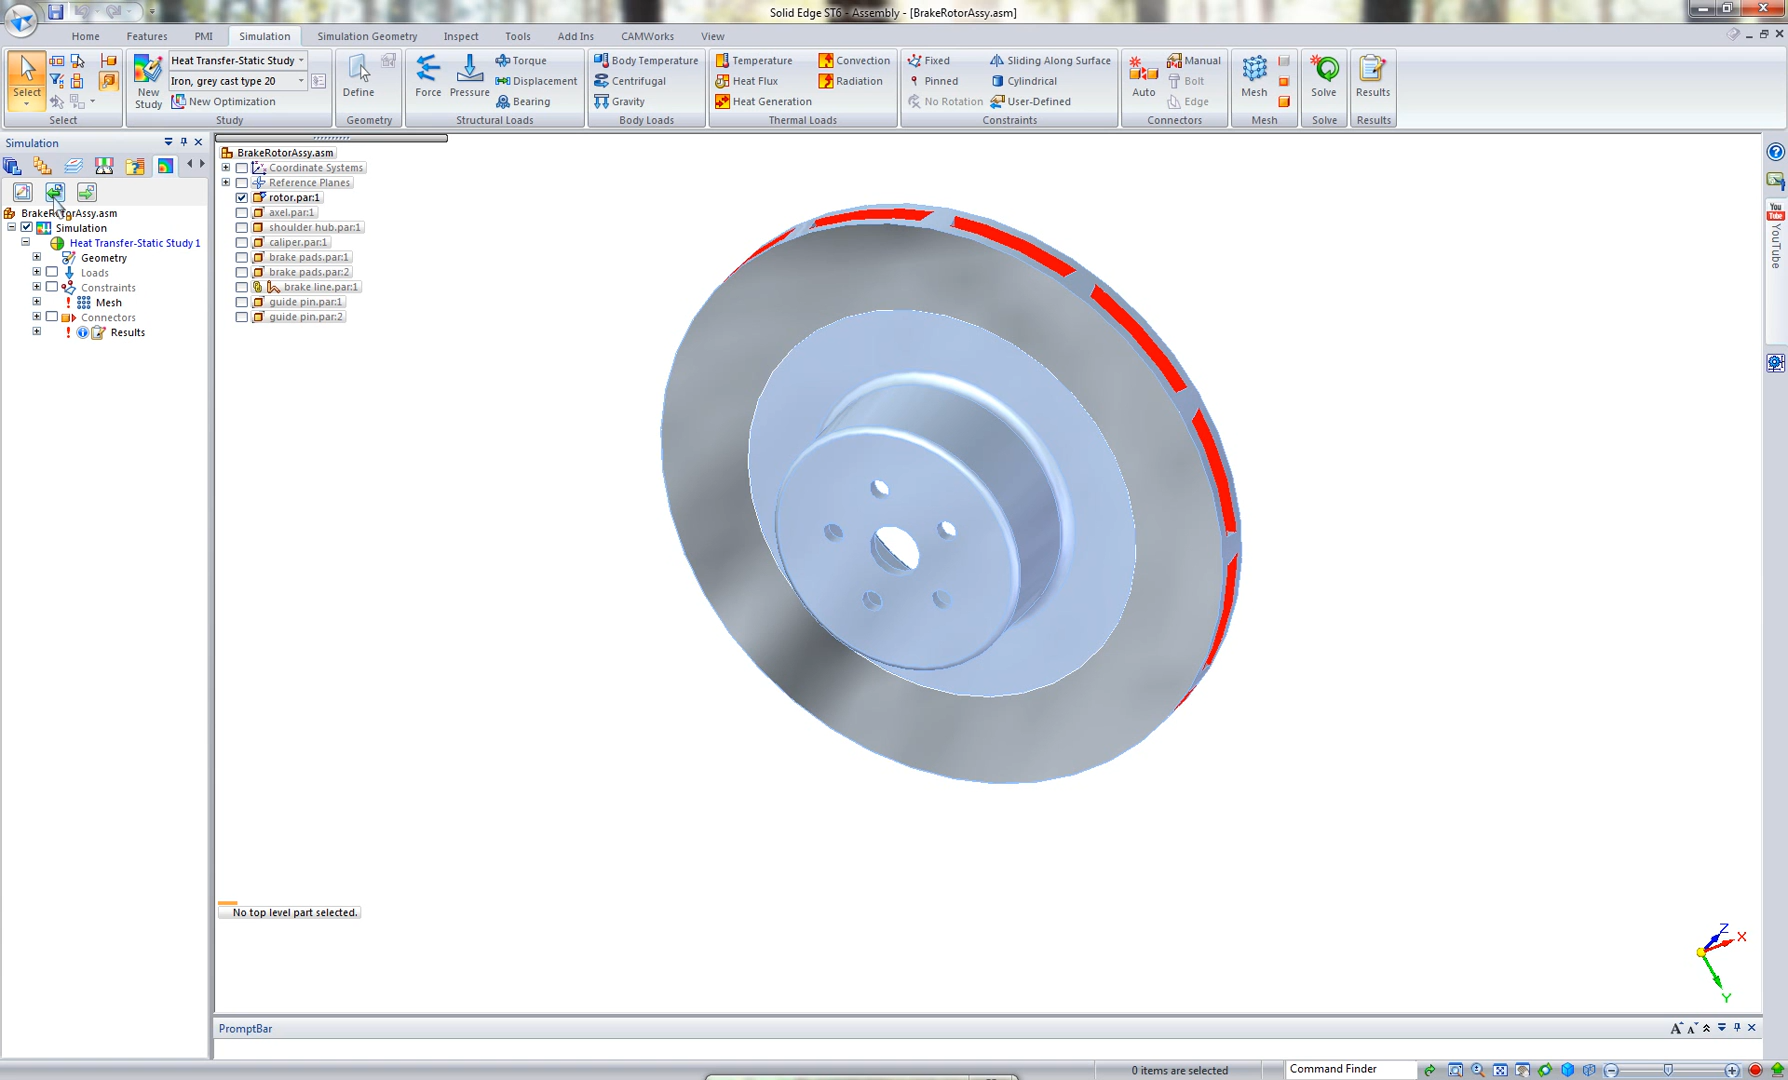 Solid Edge ST6 - Assembly - [BrakeRotorAssy.asm]
Home Features PMI Simulation Simulation Geometry Inspect Tools Add Ins CAMWorks View
Select
Select
New Study
Heat Transfer-Static Study
Iron, grey cast type 20
New Optimization
Study
Define
Geometry
Force
Pressure
Torque
Displacement
Bearing
Structural Loads
Body Temperature
Centrifugal
Gravity
Body Loads
Temperature
Heat Flux
Heat Generation
Convection
Radiation
Thermal Loads
Fixed
Pinned
No Rotation
Sliding Along Surface
Cylindrical
User-Defined
Constraints
Auto
Manual
Bolt
Edge
Connectors
Mesh
Mesh
Solve
Solve
Results
Results
Simulation
BrakeRotorAssy.asm
Simulation
Heat Transfer-Static Study 1
Geometry
Loads
Constraints
Mesh
Connectors
Results
BrakeRotorAssy.asm
Coordinate Systems
Reference Planes
rotor.par:1
axel.par:1
shoulder hub.par:1
caliper.par:1
brake pads.par:1
brake pads.par:2
brake line.par:1
guide pin.par:1
guide pin.par:2
No top level part selected.
You
Tube
YouTube
Z
X
Y
PromptBar
0 items are selected
Command Finder